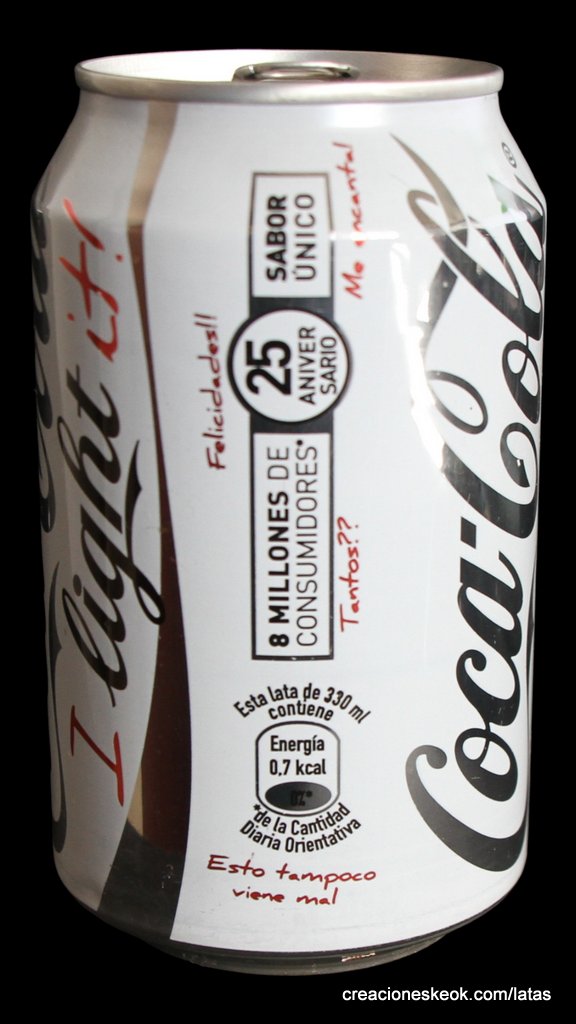 I light it!
Felicidades!!
8 MILLONES DE
CONSUMIDORES*
25
ANIVER
SARIO
SABOR
ÚNICO
Me encanta!
Tantos??
Esta lata de 330 ml
contiene
Energía
0,7 kcal
0%*
*de la Cantidad
Diaria Orientativa
Esto tampoco
viene mal
Coca-Cola®
creacioneskeok.com/latas